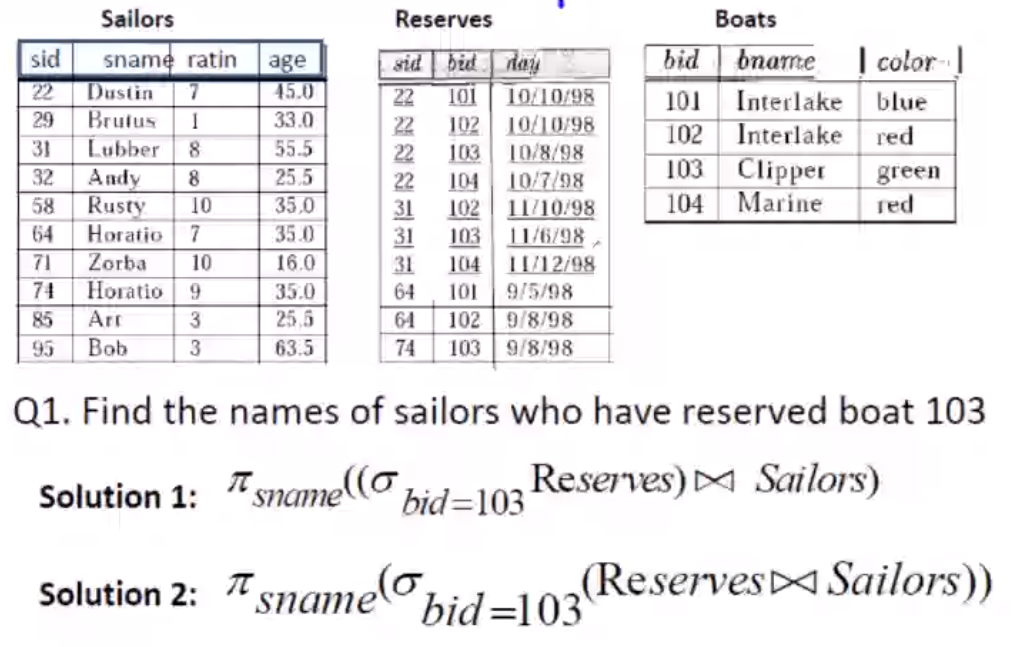 Sailors Reserves Boats
sid sname ratin age
22 Dustin 7 45.0
29 Brutus 1 33.0
31 Lubber 8 55.5
32 Andy 8 25.5
58 Rusty 10 35.0
64 Horatio 7 35.0
71 Zorba 10 16.0
74 Horatio 9 35.0
85 Art 3 25.5
95 Bob 3 63.5
sid bid day
22 101 10/10/98
22 102 10/10/98
22 103 10/8/98
22 104 10/7/98
31 102 11/10/98
31 103 11/6/98
31 104 11/12/98
64 101 9/5/98
64 102 9/8/98
74 103 9/8/98
bid bname color
101 Interlake blue
102 Interlake red
103 Clipper green
104 Marine red
Q1. Find the names of sailors who have reserved boat 103
Solution 1: π sname((σ bid=103 Reserves) ⋈ Sailors)
Solution 2: π sname(σ bid=103(Reserves ⋈ Sailors))